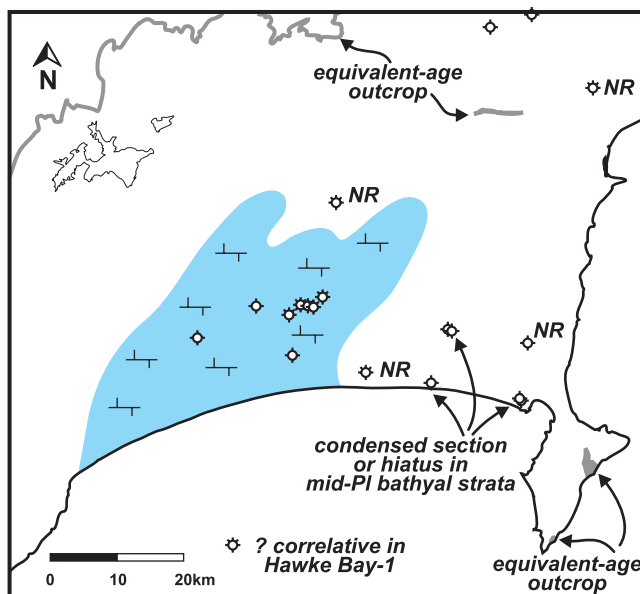 equivalent-age
outcrop
NR
N
NR
NR
NR
condensed section
or hiatus in
mid-Pl bathyal strata
? correlative in
Hawke Bay-1
equivalent-age
outcrop
0 10 20km